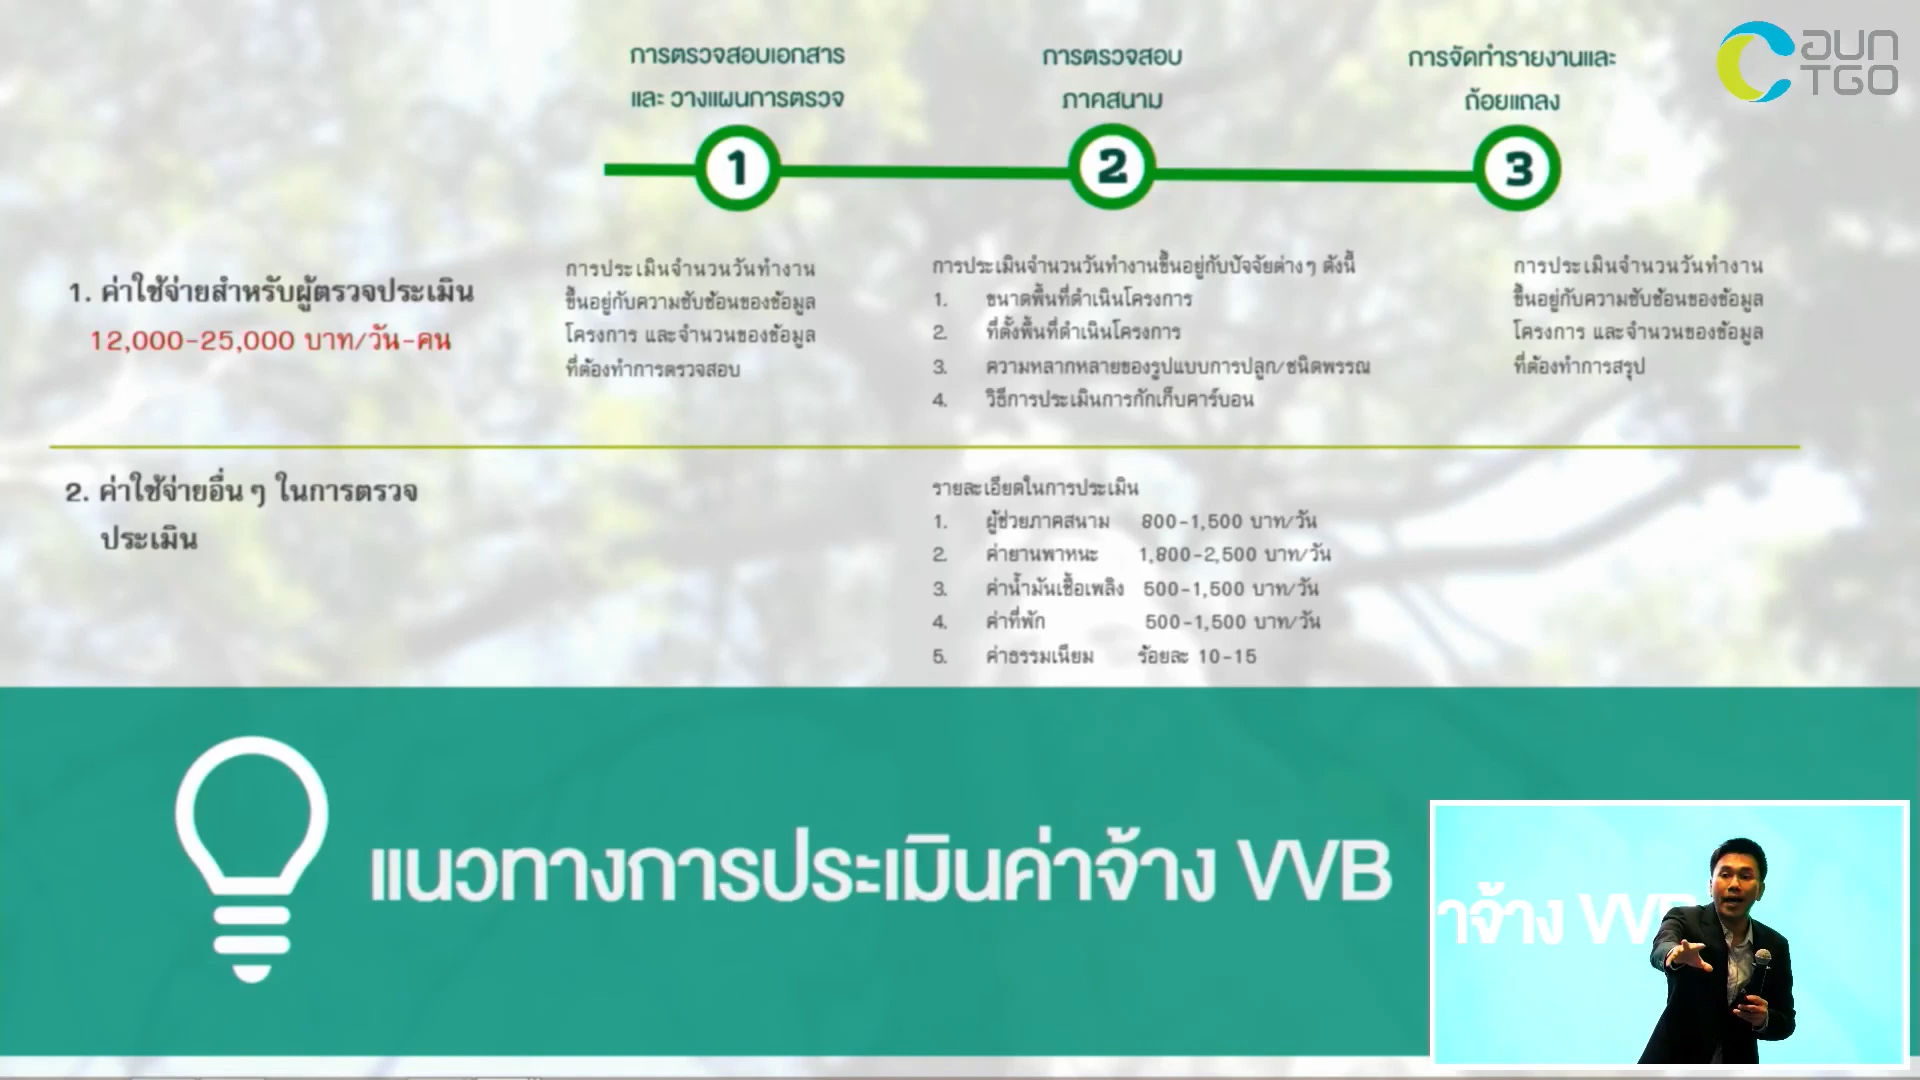 อบก
TGO
การตรวจสอบเอกสาร
และ วางแผนการตรวจ
การตรวจสอบ
ภาคสนาม
การจัดทำรายงานและ
ถ้อยแถลง
1
2
3
1. ค่าใช้จ่ายสำหรับผู้ตรวจประเมิน
12,000-25,000 บาท/วัน-คน
การประเมินจำนวนวันทำงาน
ขึ้นอยู่กับความซับซ้อนของข้อมูล
โครงการ และจำนวนของข้อมูล
ที่ต้องทำการตรวจสอบ
การประเมินจำนวนวันทำงานขึ้นอยู่กับปัจจัยต่างๆ ดังนี้
1. ขนาดพื้นที่ดำเนินโครงการ
2. ที่ตั้งพื้นที่ดำเนินโครงการ
3. ความหลากหลายของรูปแบบการปลูก/ชนิดพรรณ
4. วิธีการประเมินการกักเก็บคาร์บอน
การประเมินจำนวนวันทำงาน
ขึ้นอยู่กับความซับซ้อนของข้อมูล
โครงการ และจำนวนของข้อมูล
ที่ต้องทำการสรุป
2. ค่าใช้จ่ายอื่น ๆ ในการตรวจ
ประเมิน
รายละเอียดในการประเมิน
1. ผู้ช่วยภาคสนาม 800-1,500 บาท/วัน
2. ค่ายานพาหนะ 1,800-2,500 บาท/วัน
3. ค่าน้ำมันเชื้อเพลิง 500-1,500 บาท/วัน
4. ค่าที่พัก 500-1,500 บาท/วัน
5. ค่าธรรมเนียม ร้อยละ 10-15
แนวทางการประเมินค่าจ้าง VVB
าจ้าง VVB